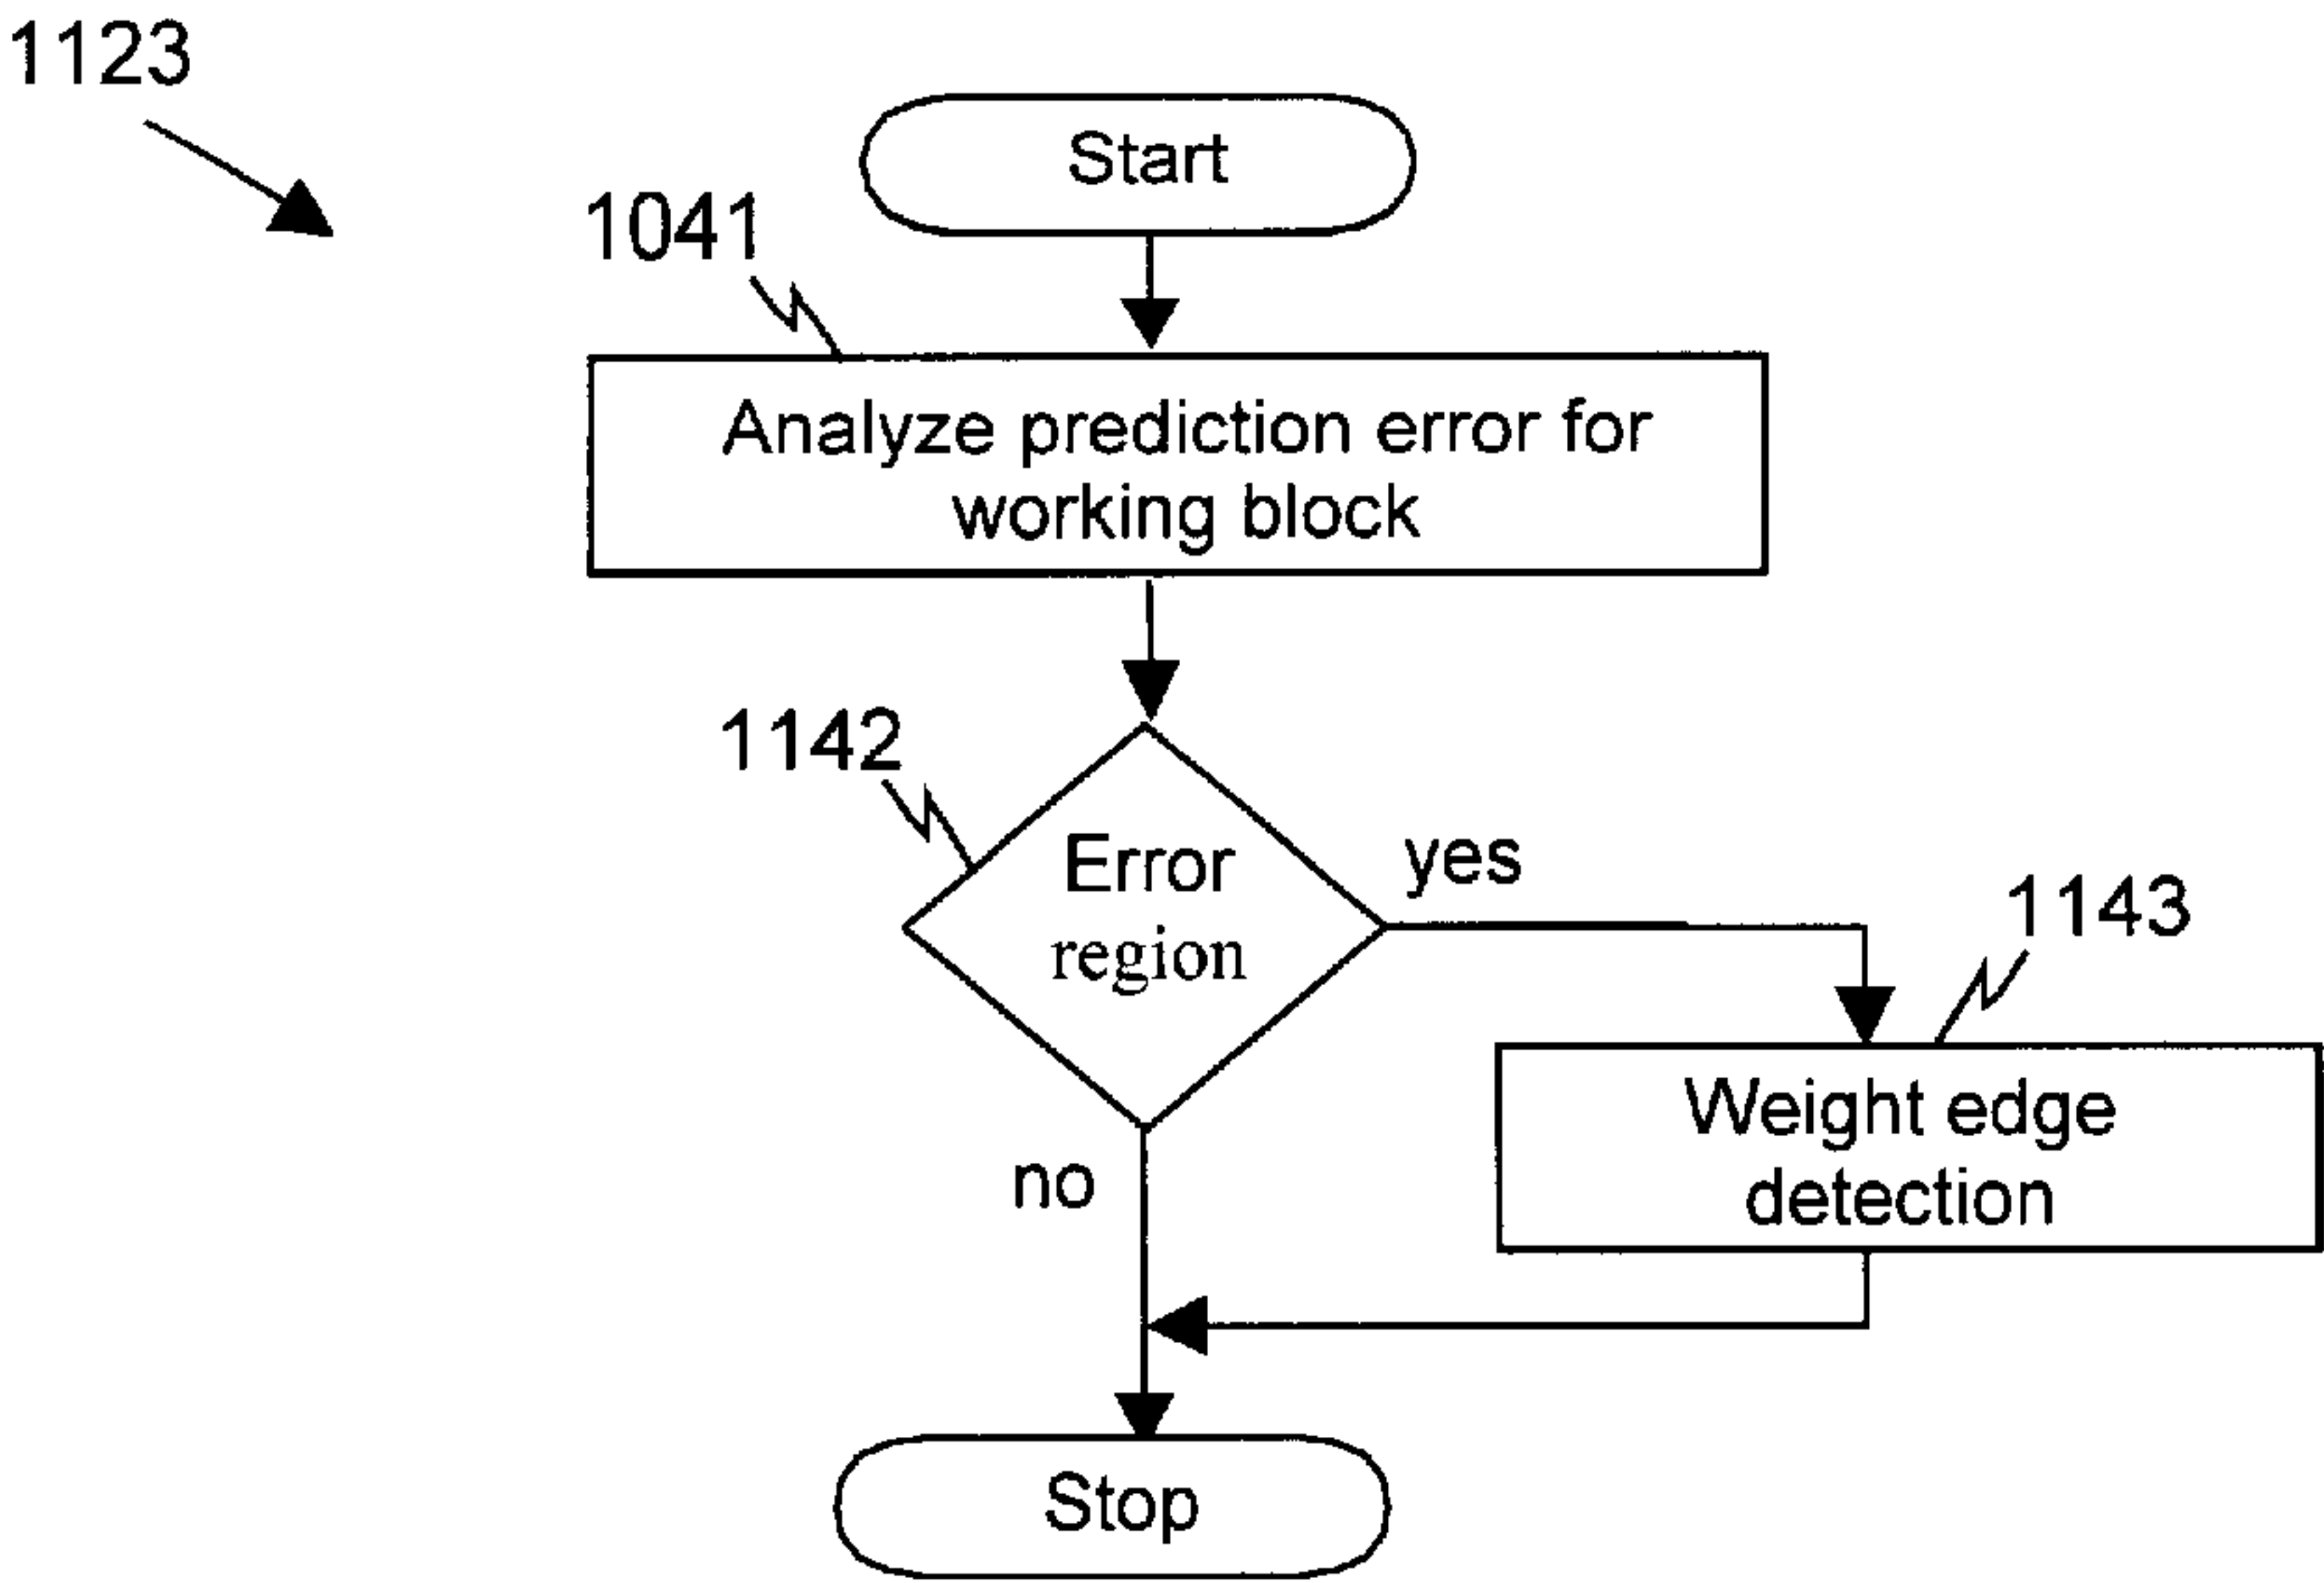 1123
Start
1041
Analyze prediction error for
working block
1142
Error
region
yes
1143
Weight edge
detection
no
Stop